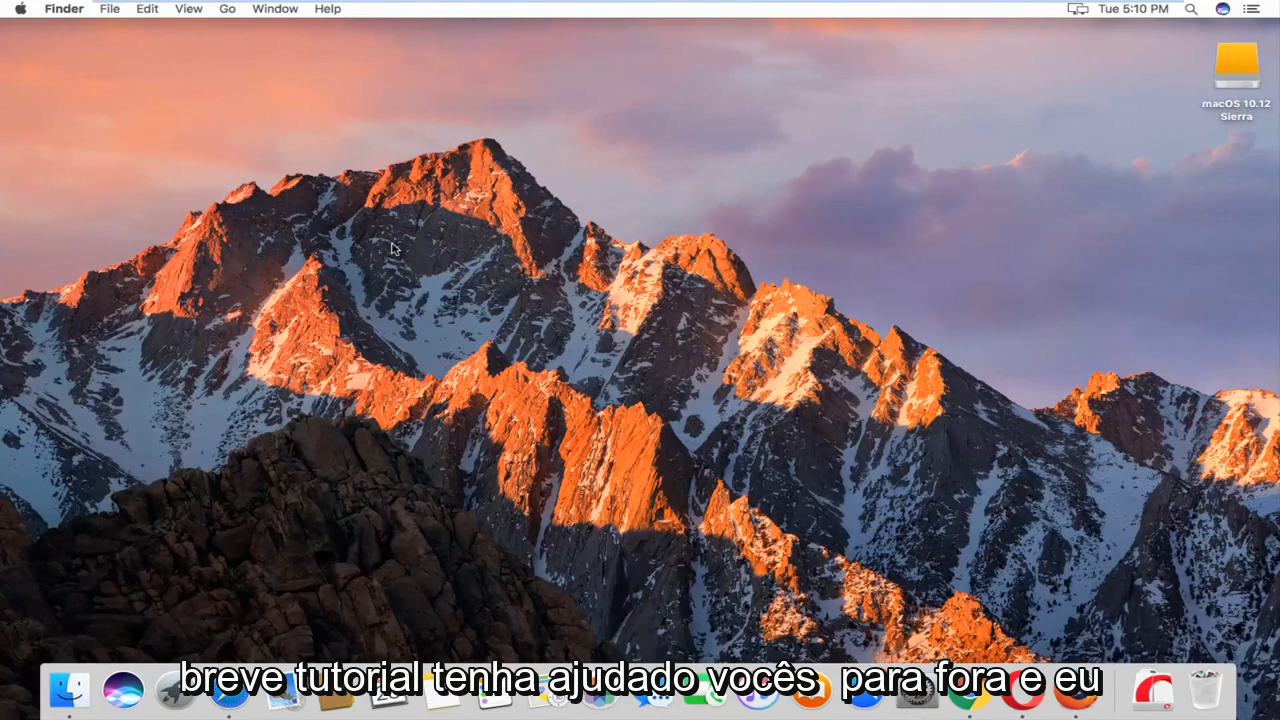 Finder File Edit View Go Window Help Tue 5:10 PM
macOS 10.12
Sierra
breve tutorial tenha ajudado vocês para fora e eu